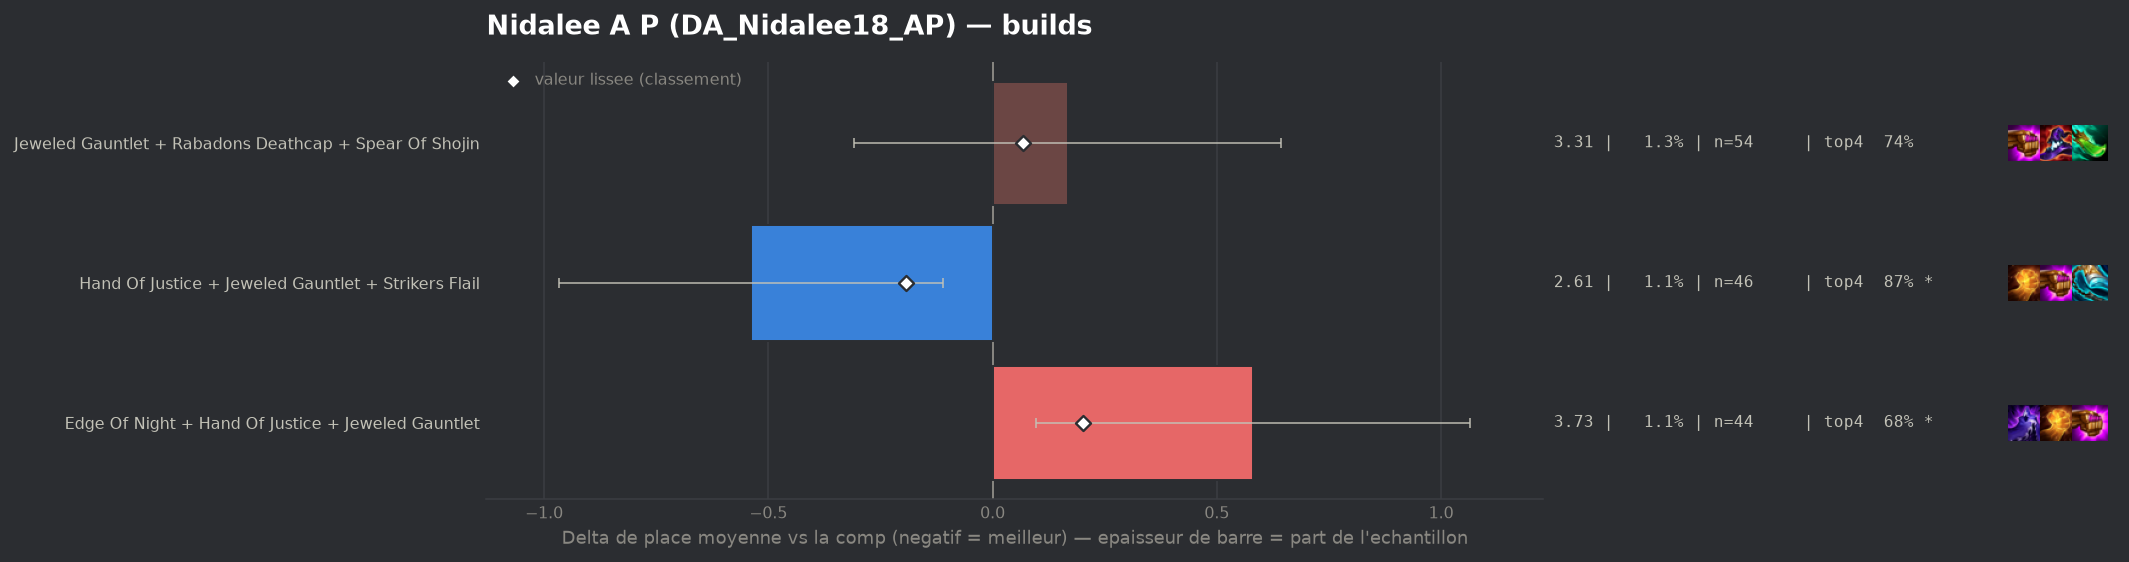 Nidalee A P (DA_Nidalee18_AP) — builds
valeur lissee (classement)
Jeweled Gauntlet + Rabadons Deathcap + Spear Of Shojin
3.31 | 1.3% | n=54 | top4 74%
Hand Of Justice + Jeweled Gauntlet + Strikers Flail
2.61 | 1.1% | n=46 | top4 87% *
Edge Of Night + Hand Of Justice + Jeweled Gauntlet
3.73 | 1.1% | n=44 | top4 68% *
−1.0 −0.5 0.0 0.5 1.0
Delta de place moyenne vs la comp (negatif = meilleur) — epaisseur de barre = part de l'echantillon